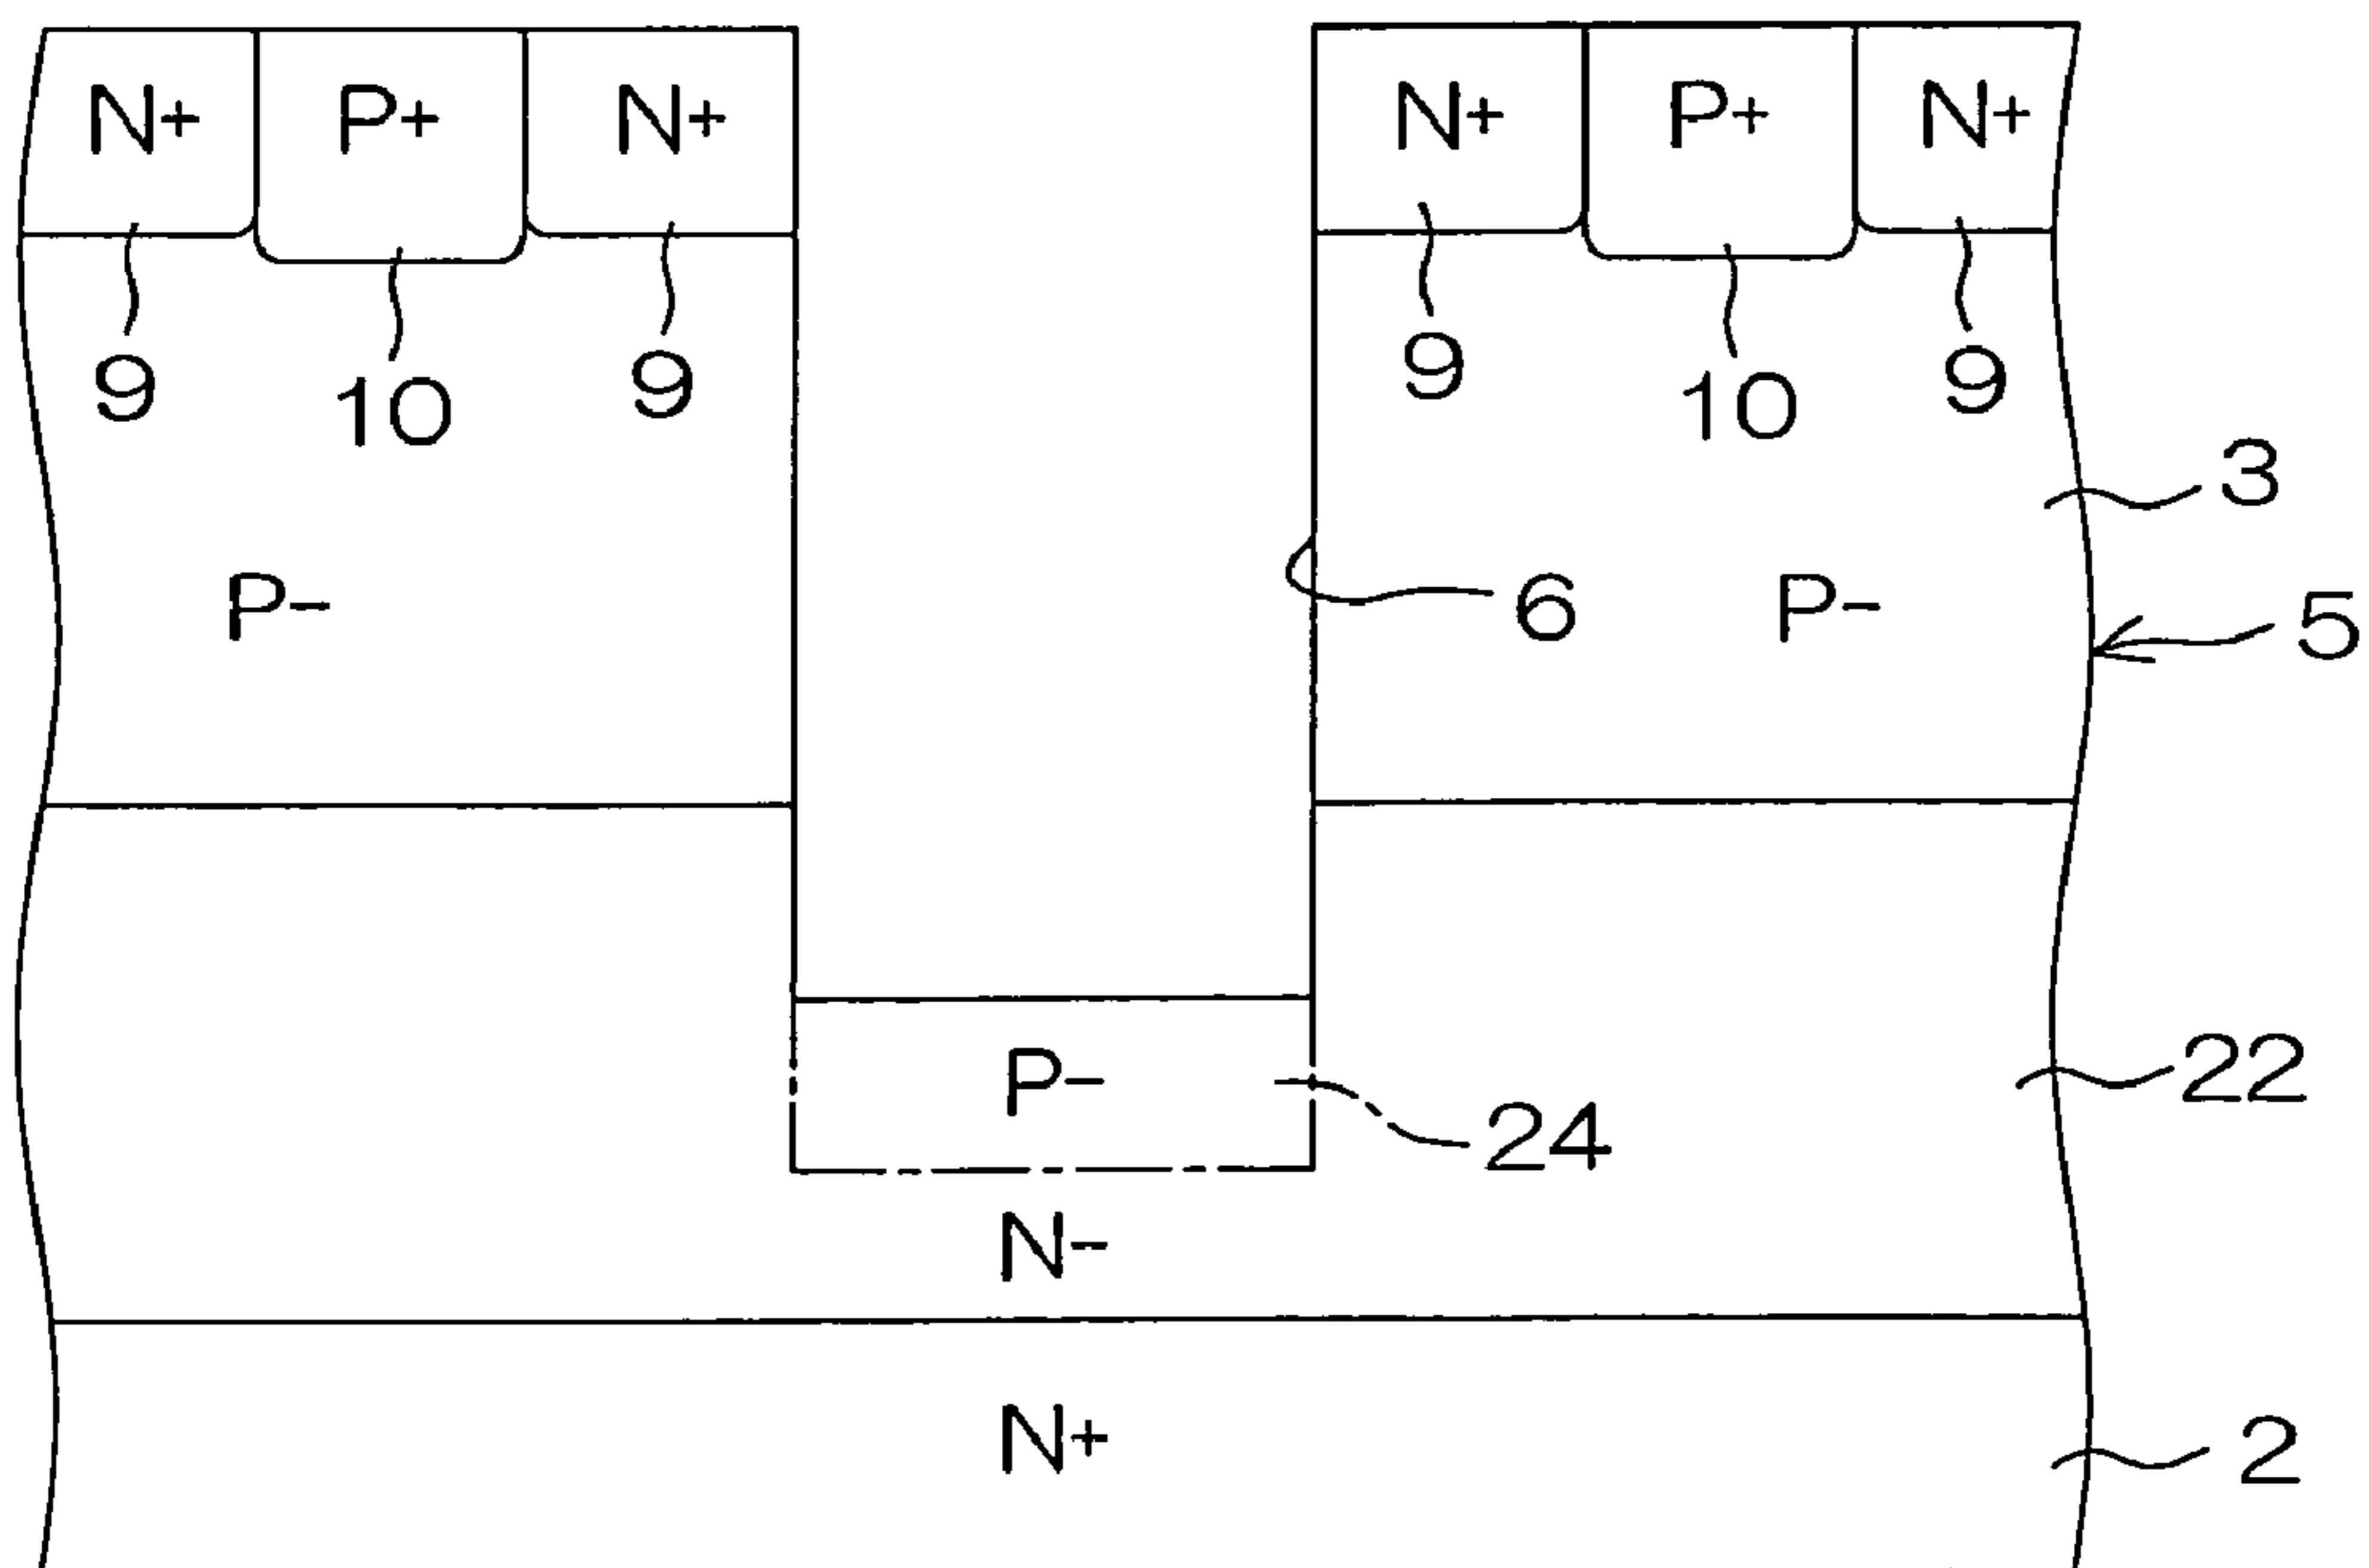 N+ P+ N+ N+ P+ N+
9 10 9 9 10 9
3
P- 6 P- 5
P- 24 22
N-
N+ 2